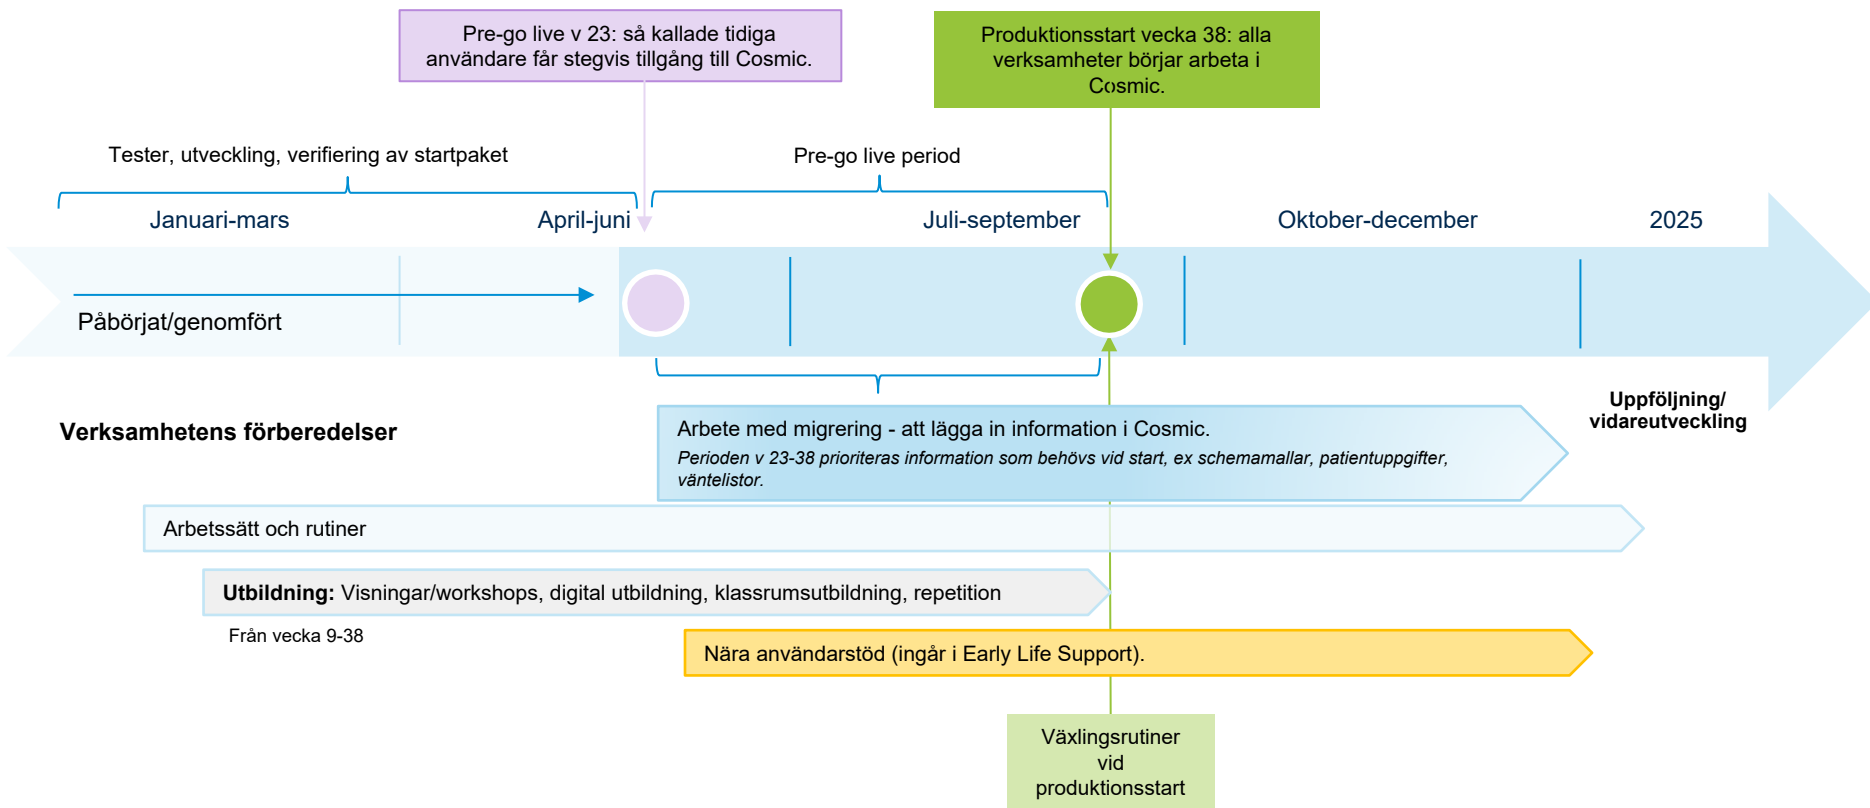 Pre-go live v 23: så kallade tidiga
användare får stegvis tillgång till Cosmic.
Produktionsstart vecka 38: alla
verksamheter börjar arbeta i
Cosmic.
Tester, utveckling, verifiering av startpaket
Pre-go live period
Januari-mars
April-juni
Juli-september
Oktober-december
2025
Påbörjat/genomfört
Verksamhetens förberedelser
Uppföljning/
vidareutveckling
Arbete med migrering - att lägga in information i Cosmic.
Perioden v 23-38 prioriteras information som behövs vid start, ex schemamallar, patientuppgifter,
väntelistor.
Arbetssätt och rutiner
Utbildning: Visningar/workshops, digital utbildning, klassrumsutbildning, repetition
Från vecka 9-38
Nära användarstöd (ingår i Early Life Support).
Växlingsrutiner
vid
produktionsstart